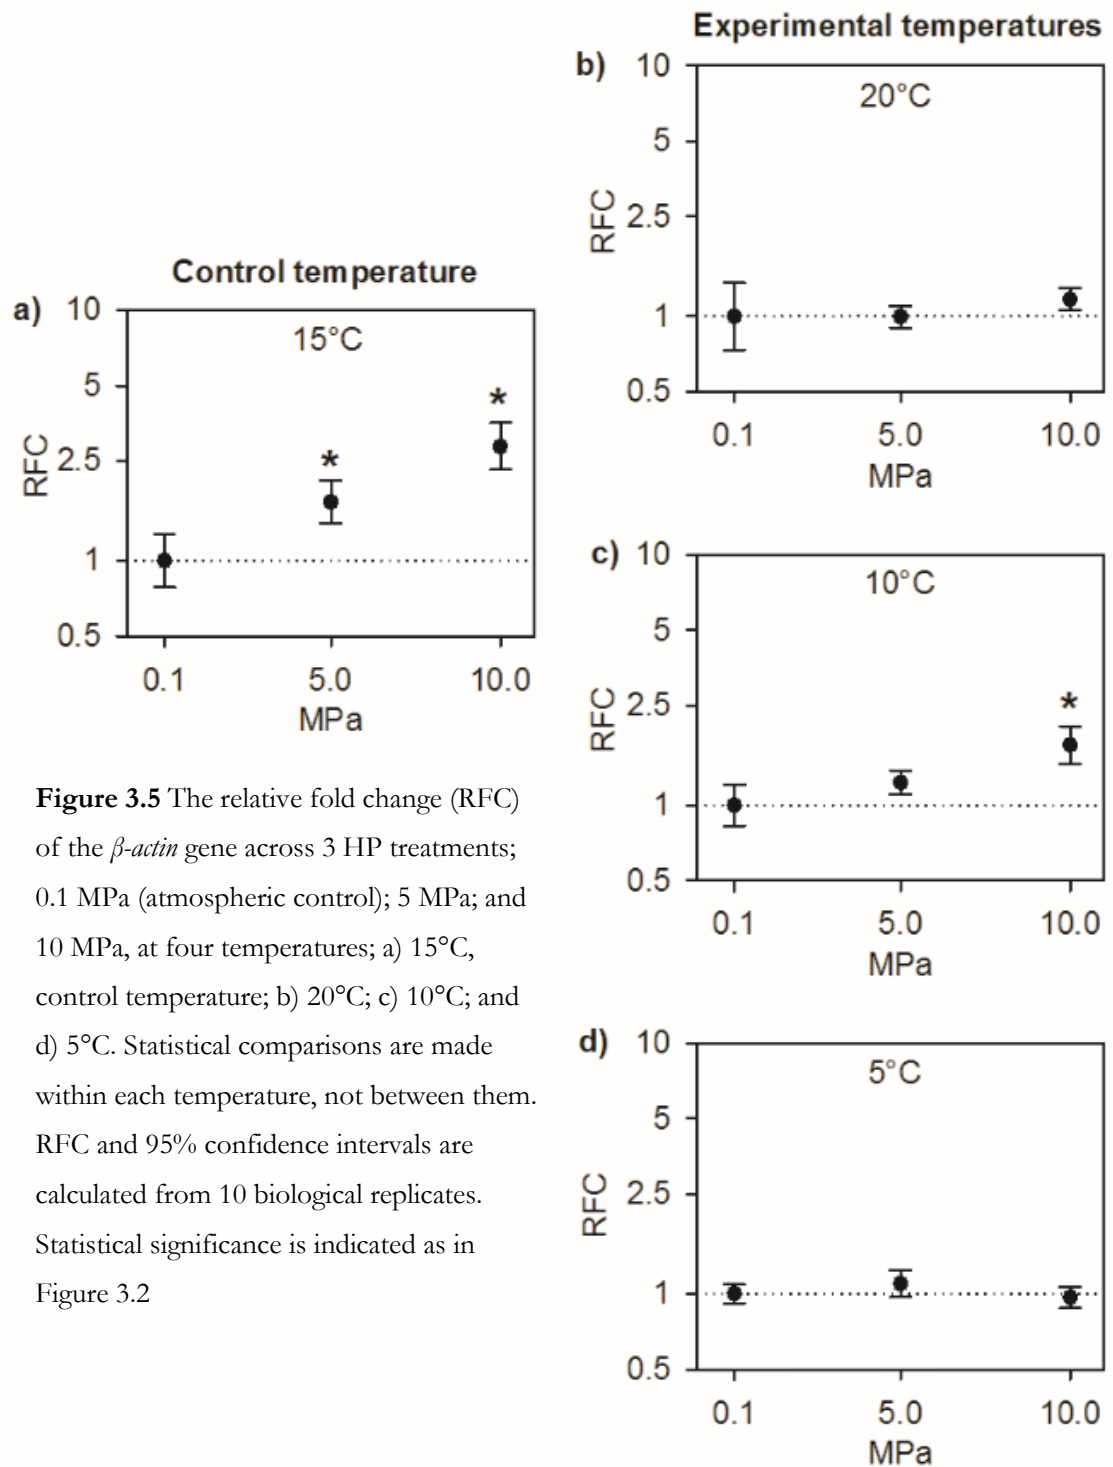 Experimental temperatures
b)
10
5
2.5
1
0.5
RFC
20°C
0.1 5.0 10.0
MPa
Control temperature
a)
10
5
2.5
1
0.5
RFC
15°C
*
*
0.1 5.0 10.0
MPa
c)
10
5
2.5
1
0.5
RFC
10°C
*
0.1 5.0 10.0
MPa
Figure 3.5 The relative fold change (RFC)
of the β-actin gene across 3 HP treatments;
0.1 MPa (atmospheric control); 5 MPa; and
10 MPa, at four temperatures; a) 15°C,
control temperature; b) 20°C; c) 10°C; and
d) 5°C. Statistical comparisons are made
within each temperature, not between them.
RFC and 95% confidence intervals are
calculated from 10 biological replicates.
Statistical significance is indicated as in
Figure 3.2
d)
10
5
2.5
1
0.5
RFC
5°C
0.1 5.0 10.0
MPa